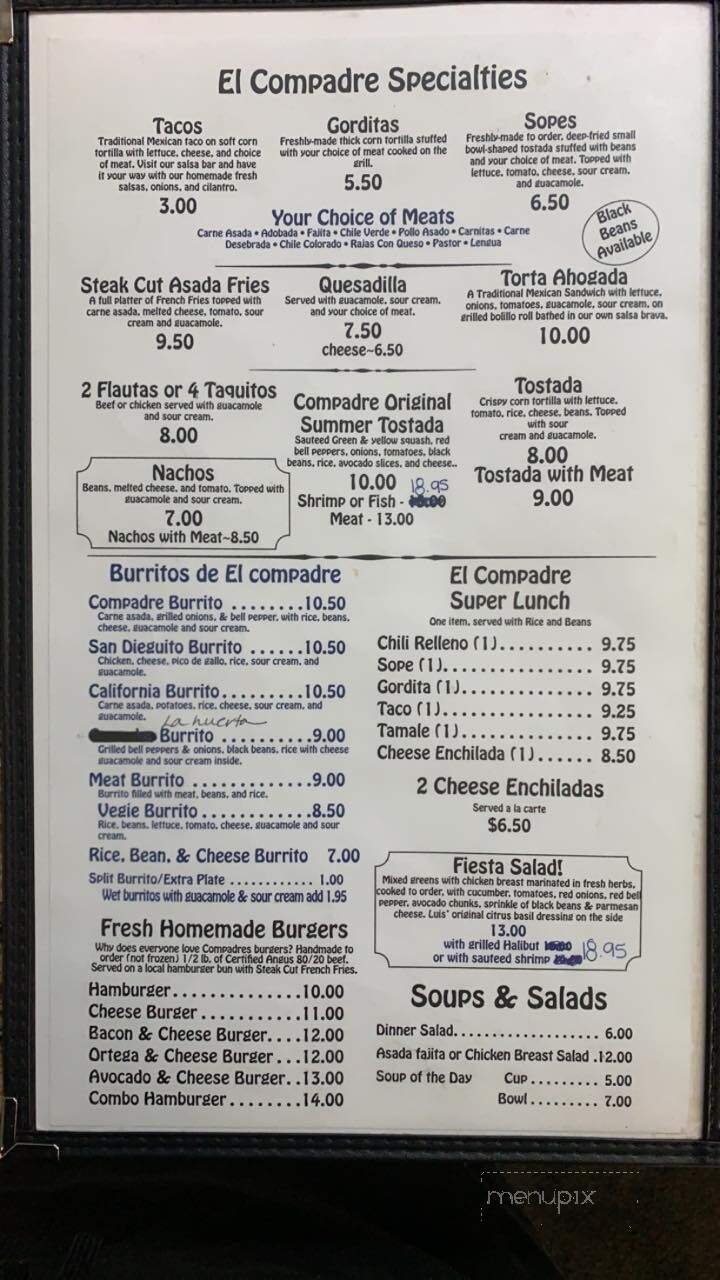 El Compadre Specialties
Tacos
Traditional Mexican taco on soft corn
tortilla with lettuce, cheese, and choice
of meat. Visit our salsa bar and have
it your way with our homemade fresh
salsas, onions, and cilantro.
3.00
Gorditas
Freshly-made thick corn tortilla stuffed
with your choice of meat cooked on the
grill.
5.50
Sopes
Freshly-made to order, deep-fried small
bowl-shaped tostada stuffed with beans
and your choice of meat. Topped with
lettuce, tomato, cheese, sour cream,
and guacamole.
6.50
Your Choice of Meats
Carne Asada • Adobada • Fajita • Chile Verde • Pollo Asado • Carnitas • Carne
Desebrada • Chile Colorado • Rajas Con Queso • Pastor • Lengua
Black
Beans
Available
Steak Cut Asada Fries
A full platter of French Fries topped with
carne asada, melted cheese, tomato, sour
cream and guacamole.
9.50
Quesadilla
Served with guacamole, sour cream,
and your choice of meat.
7.50
cheese~6.50
Torta Ahogada
A Traditional Mexican Sandwich with lettuce,
onions, tomatoes, guacamole, sour cream, on
grilled bolillo roll bathed in our own salsa brava.
10.00
2 Flautas or 4 Taquitos
Beef or chicken served with guacamole
and sour cream.
8.00
Nachos
Beans, melted cheese, and tomato. Topped with
guacamole and sour cream.
7.00
Nachos with Meat~8.50
Compadre Original
Summer Tostada
Sauteed Green & yellow squash, red
bell peppers, onions, tomatoes, black
beans, rice, avocado slices, and cheese..
10.00 18.95
Shrimp or Fish -
Meat - 13.00
Tostada
Crispy corn tortilla with lettuce,
tomato, rice, cheese, beans. Topped
with sour
cream and guacamole.
8.00
Tostada with Meat
9.00
Burritos de El compadre
Compadre Burrito ........10.50
Carne asada, grilled onions, & bell pepper, with rice, beans,
cheese, guacamole and sour cream.
San Dieguito Burrito ......10.50
Chicken, cheese, pico de gallo, rice, sour cream, and
guacamole.
California Burrito.........10.50
Carne asada, potatoes, rice, cheese, sour cream, and
guacamole.
La huerta
Burrito ..........9.00
Grilled bell peppers & onions, black beans, rice with cheese
guacamole and sour cream inside.
Meat Burrito .............9.00
Burrito filled with meat, beans, and rice.
Vegie Burrito ............8.50
Rice, beans, lettuce, tomato, cheese, guacamole and sour
cream.
Rice, Bean, & Cheese Burrito 7.00
Split Burrito/Extra Plate ............ 1.00
Wet burritos with guacamole & sour cream add 1.95
Fresh Homemade Burgers
Why does everyone love Compadres burgers? Handmade to
order (not frozen) 1/2 lb. of Certified Angus 80/20 beef.
Served on a local hamburger bun with Steak Cut French Fries.
Hamburger..............10.00
Cheese Burger...........11.00
Bacon & Cheese Burger....12.00
Ortega & Cheese Burger...12.00
Avocado & Cheese Burger..13.00
Combo Hamburger........14.00
El Compadre
Super Lunch
One item, served with Rice and Beans
Chili Relleno (1).......... 9.75
Sope (1)................ 9.75
Gordita (1).............. 9.75
Taco (1)................ 9.25
Tamale (1).............. 9.75
Cheese Enchilada (1)...... 8.50
2 Cheese Enchiladas
Served a la carte
$6.50
Fiesta Salad!
Mixed greens with chicken breast marinated in fresh herbs,
cooked to order, with cucumber, tomatoes, red onions, red bell
pepper, avocado chunks, sprinkle of black beans & parmesan
cheese. Luis' original citrus basil dressing on the side
13.00
with grilled Halibut
or with sauteed shrimp 18.95
Soups & Salads
Dinner Salad.................. 6.00
Asada fajita or Chicken Breast Salad .12.00
Soup of the Day Cup ......... 5.00
Bowl ......... 7.00
menupix